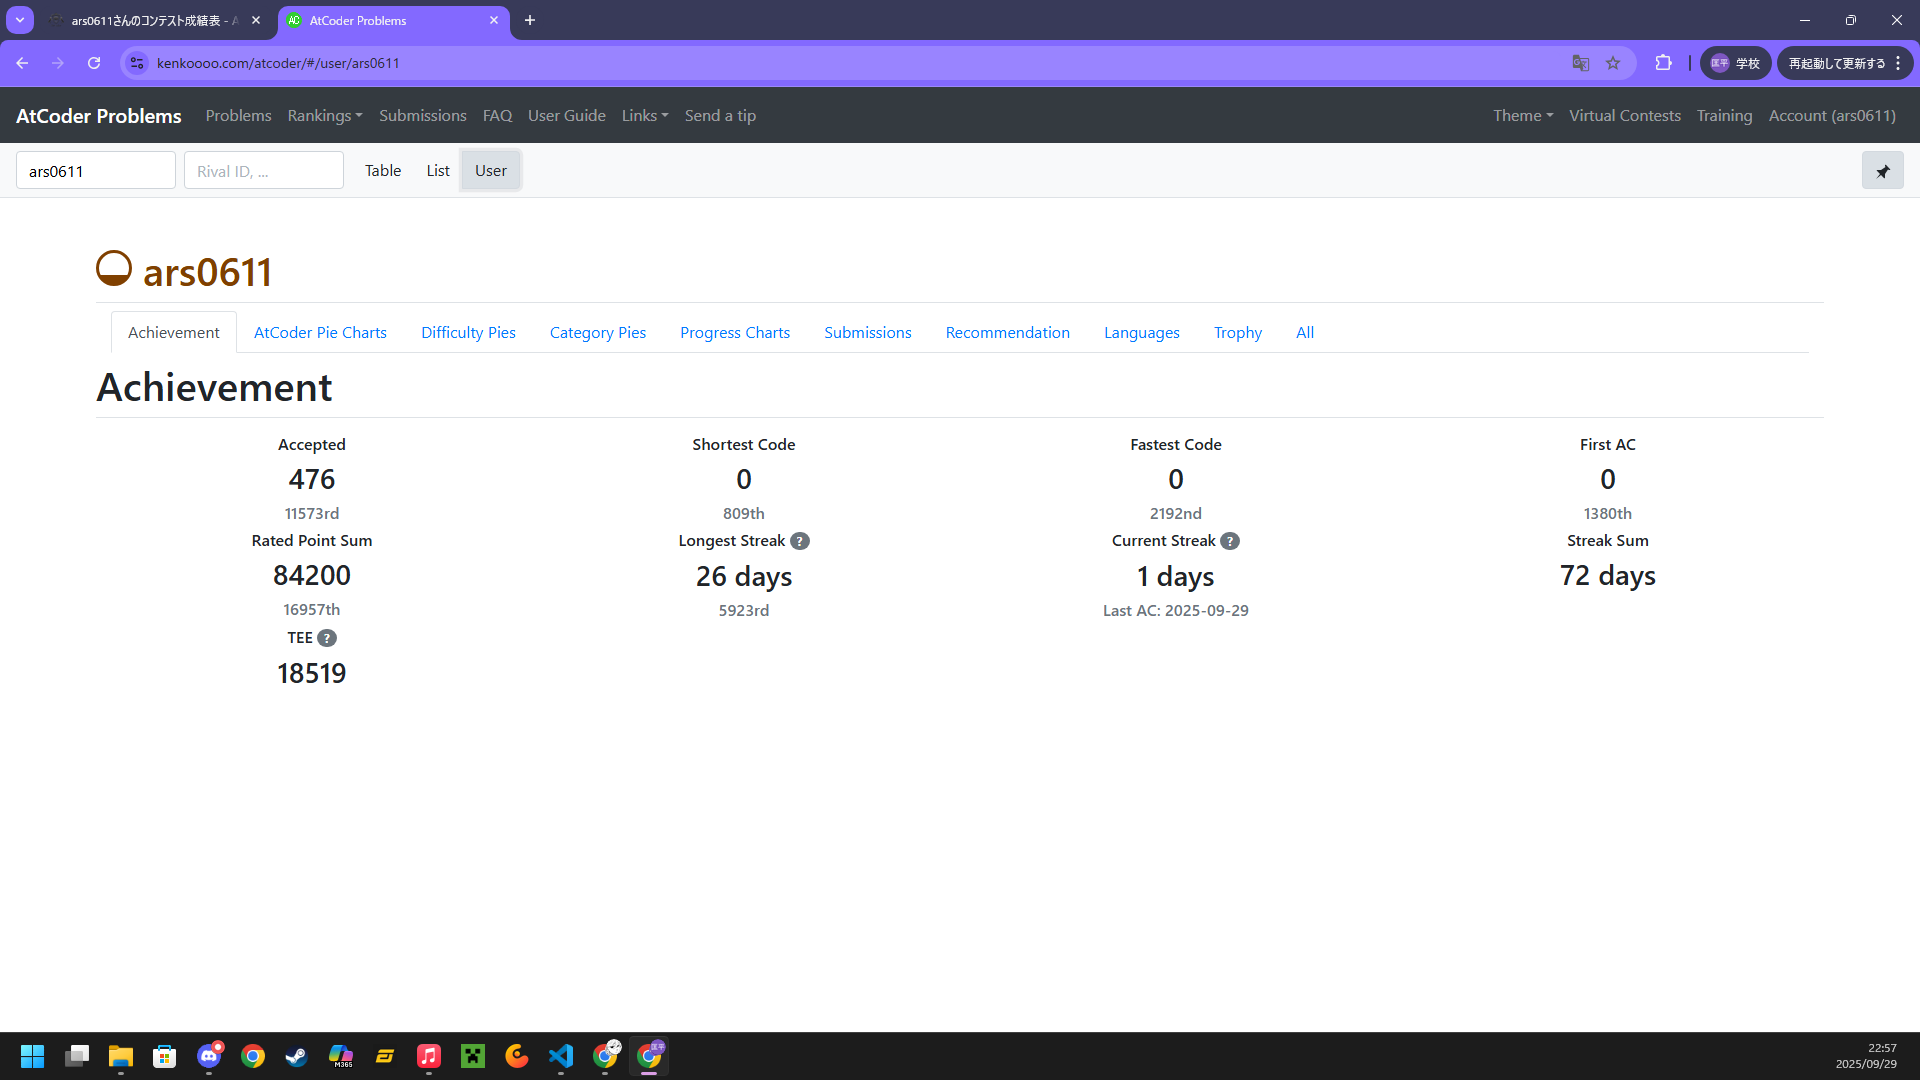 ars0611さんのコンテスト成績表 - A
AtCoder Problems
kenkoooo.com/atcoder/#/user/ars0611
学校
再起動して更新する
AtCoder Problems Problems Rankings Submissions FAQ User Guide Links Send a tip Theme Virtual Contests Training Account (ars0611)
ars0611 Rival ID, ... Table List User
ars0611
Achievement AtCoder Pie Charts Difficulty Pies Category Pies Progress Charts Submissions Recommendation Languages Trophy All
Achievement
Accepted Shortest Code Fastest Code First AC
476 0 0 0
11573rd 809th 2192nd 1380th
Rated Point Sum Longest Streak ? Current Streak ? Streak Sum
84200 26 days 1 days 72 days
16957th 5923rd Last AC: 2025-09-29
TEE ?
18519
M365
22:57
2025/09/29